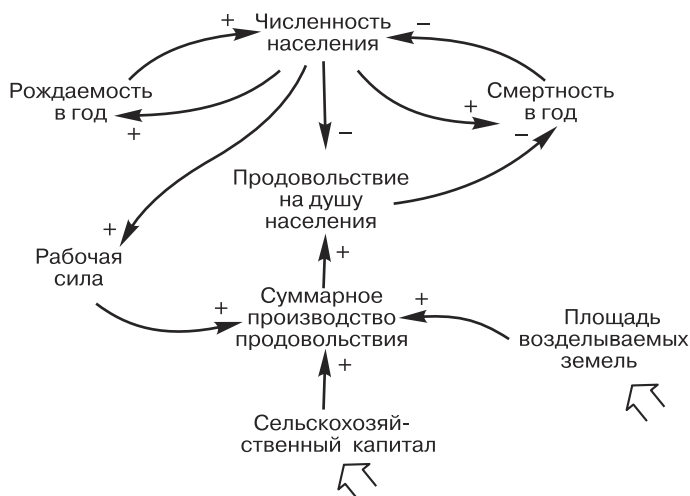 +
Численность
населения
−
Рождаемость
в год
+
+
Смертность
в год
−
−
Продовольствие
на душу
населения
+
Рабочая
сила
+
+
Суммарное
производство
продовольствия
+
Площадь
возделываемых
земель
+
Сельскохозяй-
ственный капитал